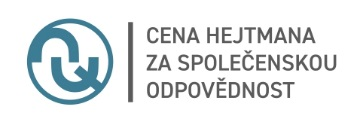 CENA HEJTMANA
ZA SPOLEČENSKOU
ODPOVĚDNOST